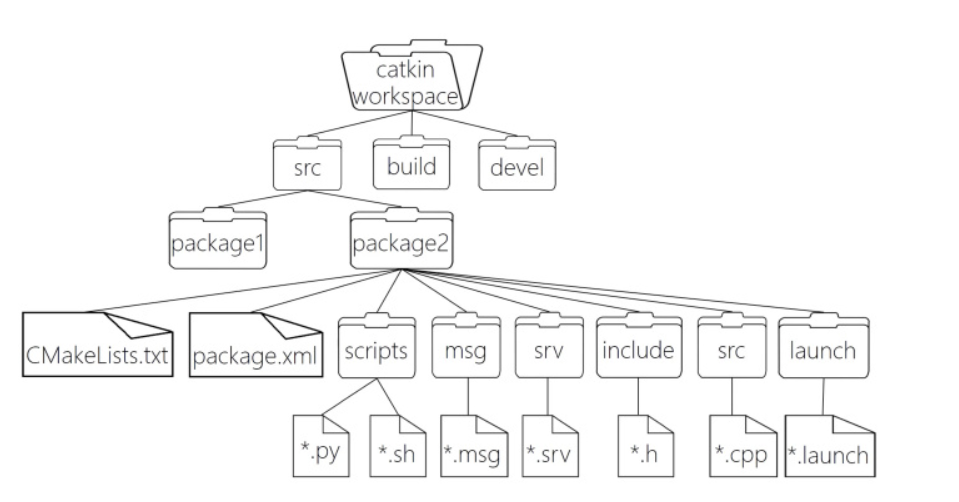 catkin
workspace
src
build
devel
package1
package2
CMakeLists.txt
package.xml
scripts
msg
srv
include
src
launch
*.py
*.sh
*.msg
*.srv
*.h
*.cpp
*.launch